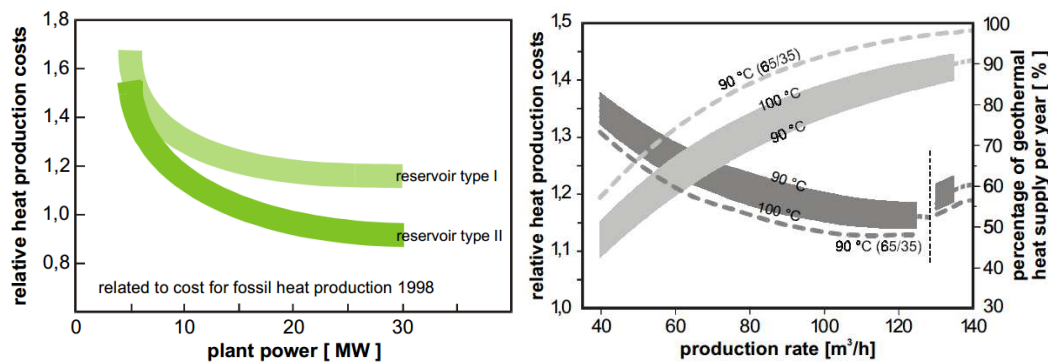 relative heat production costs
1,8
1,6
1,4
1,2
1,0
0,8
reservoir type I
reservoir type II
related to cost for fossil heat production 1998
0
10
20
30
plant power [ MW ]
relative heat production costs
1,5
1,4
1,3
1,2
1,1
1,0
90 °C (65/35)
100 °C
90 °C
90 °C
100 °C
90 °C (65/35)
40
60
80
100
120
140
production rate [m³/h]
100
90
80
70
60
50
40
30
percentage of geothermal
heat supply per year [ % ]